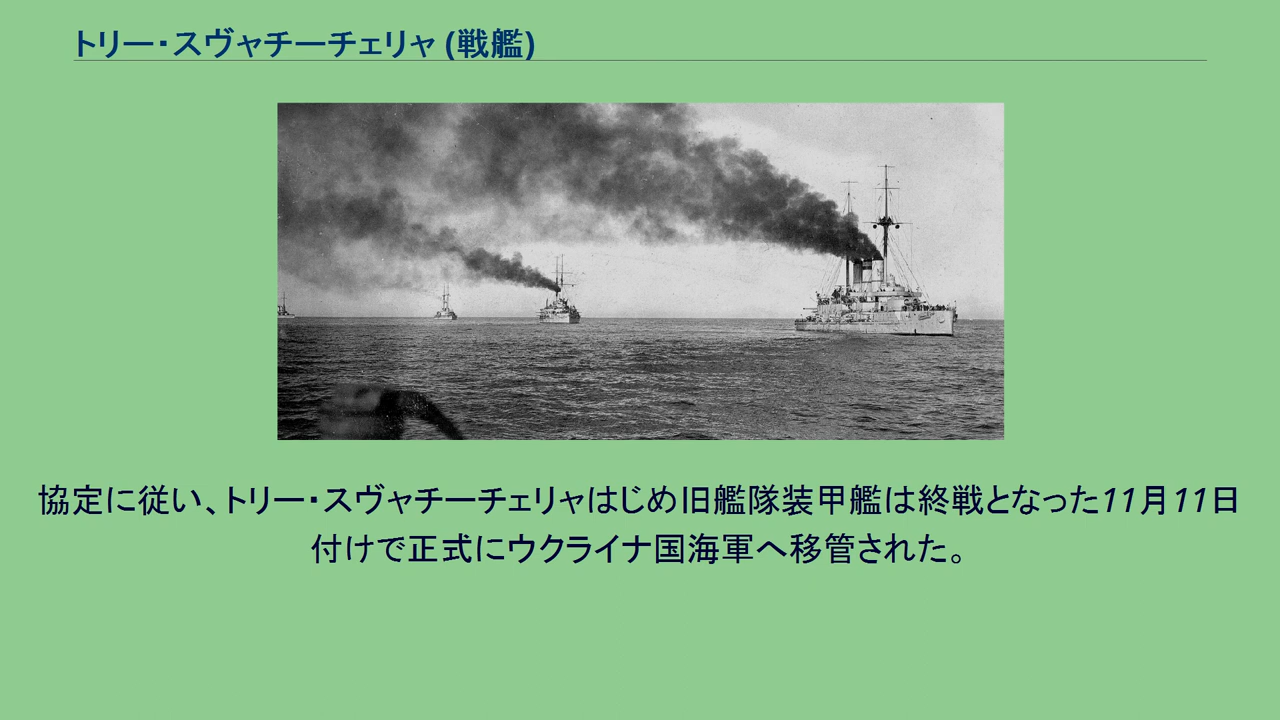 トリー・スヴャチーチェリャ (戦艦)
協定に従い、トリー・スヴャチーチェリャはじめ旧艦隊装甲艦は終戦となった11月11日
付けで正式にウクライナ国海軍へ移管された。